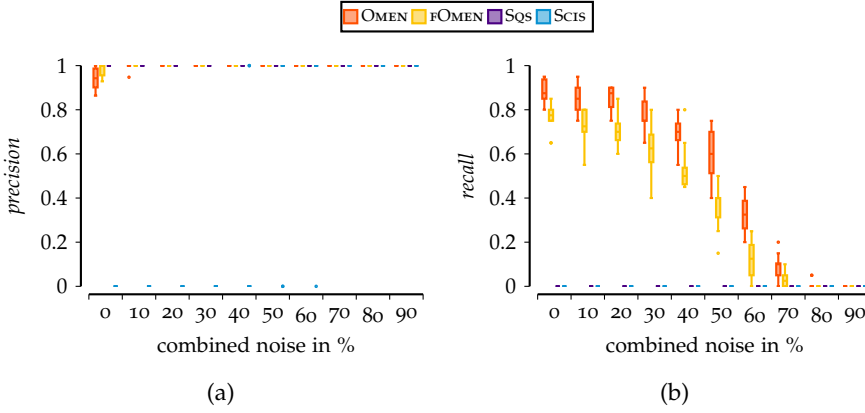 OMEN FOMEN SQS SCIS
1
0.8
0.6
0.4
0.2
0
precision
0 10 20 30 40 50 60 70 80 90
combined noise in %
(a)
1
0.8
0.6
0.4
0.2
0
recall
0 10 20 30 40 50 60 70 80 90
combined noise in %
(b)